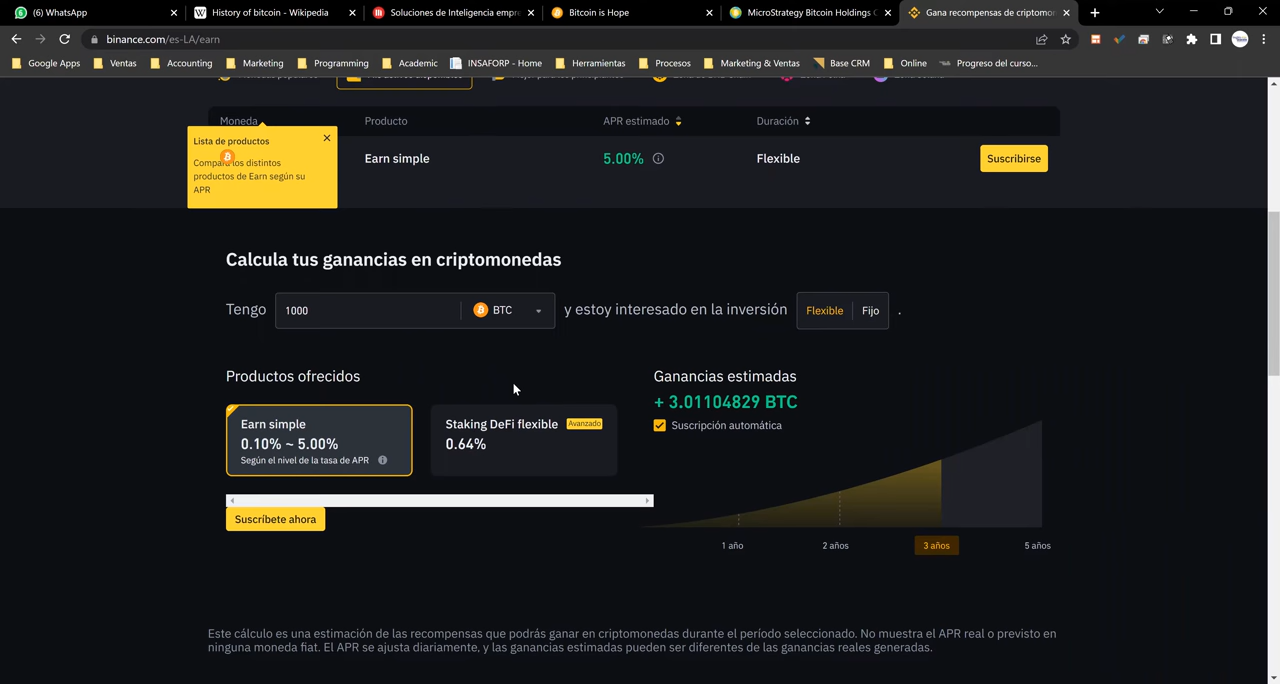 (6) WhatsApp
History of bitcoin - Wikipedia
Soluciones de Inteligencia empre
Bitcoin is Hope
MicroStrategy Bitcoin Holdings C
Gana recompensas de criptomon
binance.com/es-LA/earn
Google Apps
Ventas
Accounting
Marketing
Programming
Academic
INSAFORP - Home
Herramientas
Procesos
Marketing & Ventas
Base CRM
Online
Progreso del curso...
Moneda
Producto
APR estimado
Duración
Lista de productos
Compara los distintos
productos de Earn según su
APR
Earn simple
5.00%
Flexible
Suscribirse
Calcula tus ganancias en criptomonedas
Tengo
1000
BTC
y estoy interesado en la inversión
Flexible
Fijo
.
Productos ofrecidos
Earn simple
0.10% ~ 5.00%
Según el nivel de la tasa de APR
Staking DeFi flexible
Avanzado
0.64%
Suscríbete ahora
Ganancias estimadas
+ 3.01104829 BTC
Suscripción automática
1 año
2 años
3 años
5 años
Este cálculo es una estimación de las recompensas que podrás ganar en criptomonedas durante el período seleccionado. No muestra el APR real o previsto en
ninguna moneda fiat. El APR se ajusta diariamente, y las ganancias estimadas pueden ser diferentes de las ganancias reales generadas.